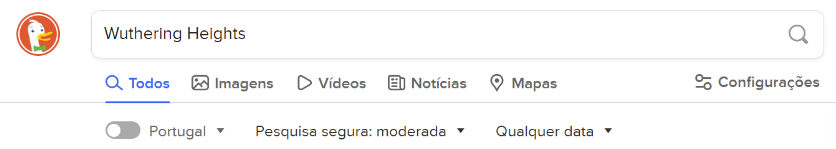 Wuthering Heights
Todos Imagens Vídeos Notícias Mapas Configurações
Portugal Pesquisa segura: moderada Qualquer data